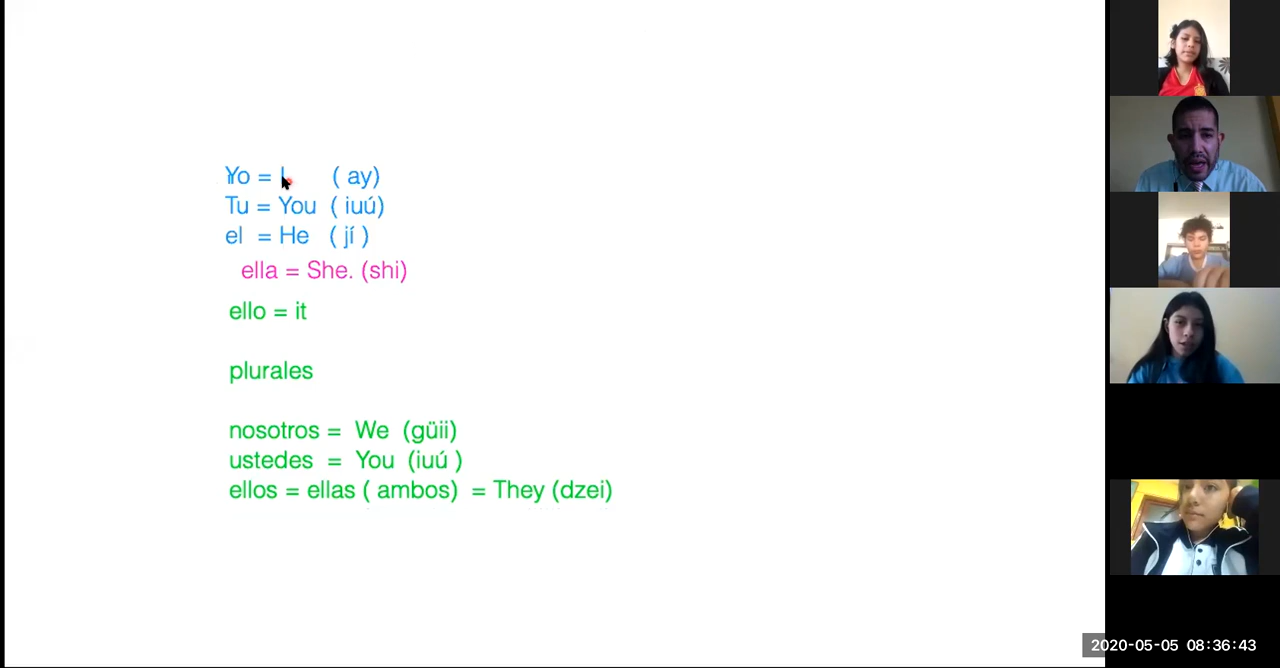 Yo = I ( ay)
Tu = You ( iuú)
el = He ( jí )
ella = She. (shi)
ello = it
plurales
nosotros = We (güii)
ustedes = You (iuú )
ellos = ellas ( ambos) = They (dzei)
2020-05-05 08:36:43